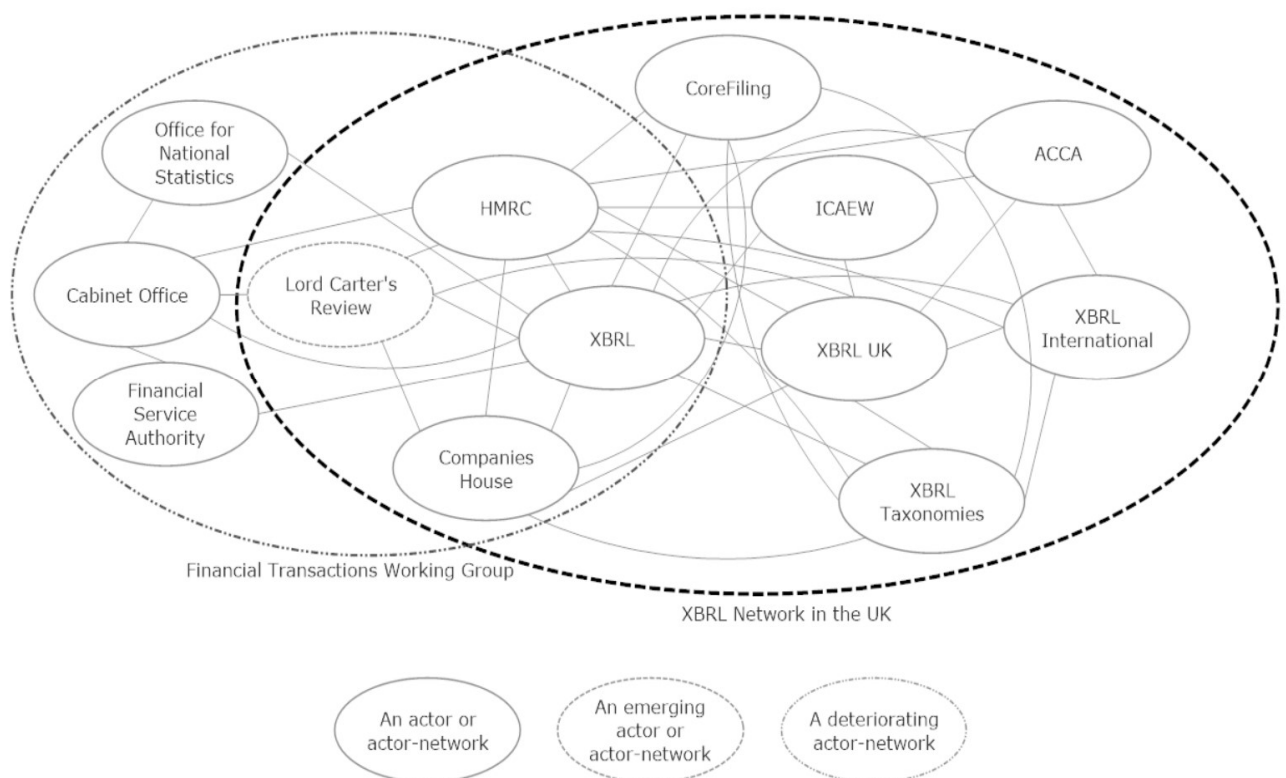 CoreFiling
Office for
National
Statistics
ACCA
HMRC
ICAEW
Cabinet Office
Lord Carter's
Review
XBRL
XBRL UK
XBRL
International
Financial
Service
Authority
Companies
House
XBRL
Taxonomies
Financial Transactions Working Group
XBRL Network in the UK
An actor or
actor-network
An emerging
actor or
actor-network
A deteriorating
actor-network